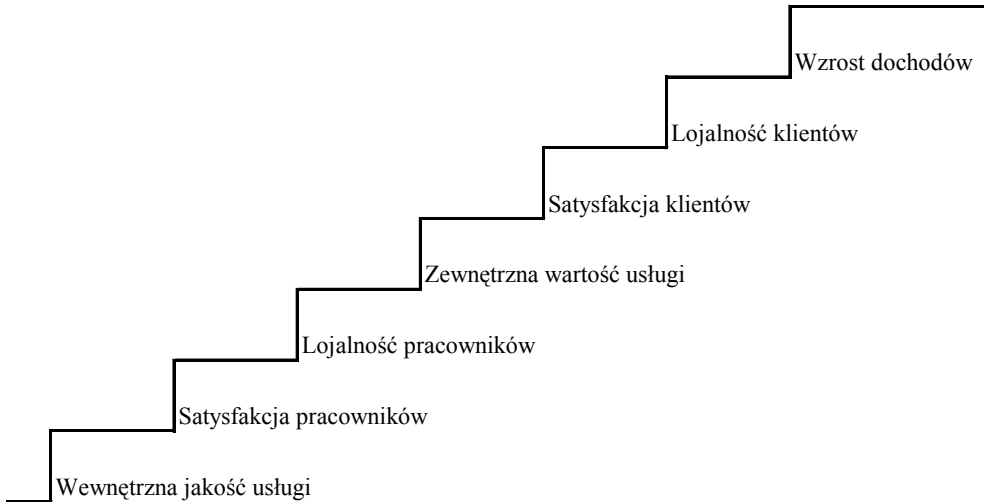 Wzrost dochodów
Lojalność klientów
Satysfakcja klientów
Zewnętrzna wartość usługi
Lojalność pracowników
Satysfakcja pracowników
Wewnętrzna jakość usługi